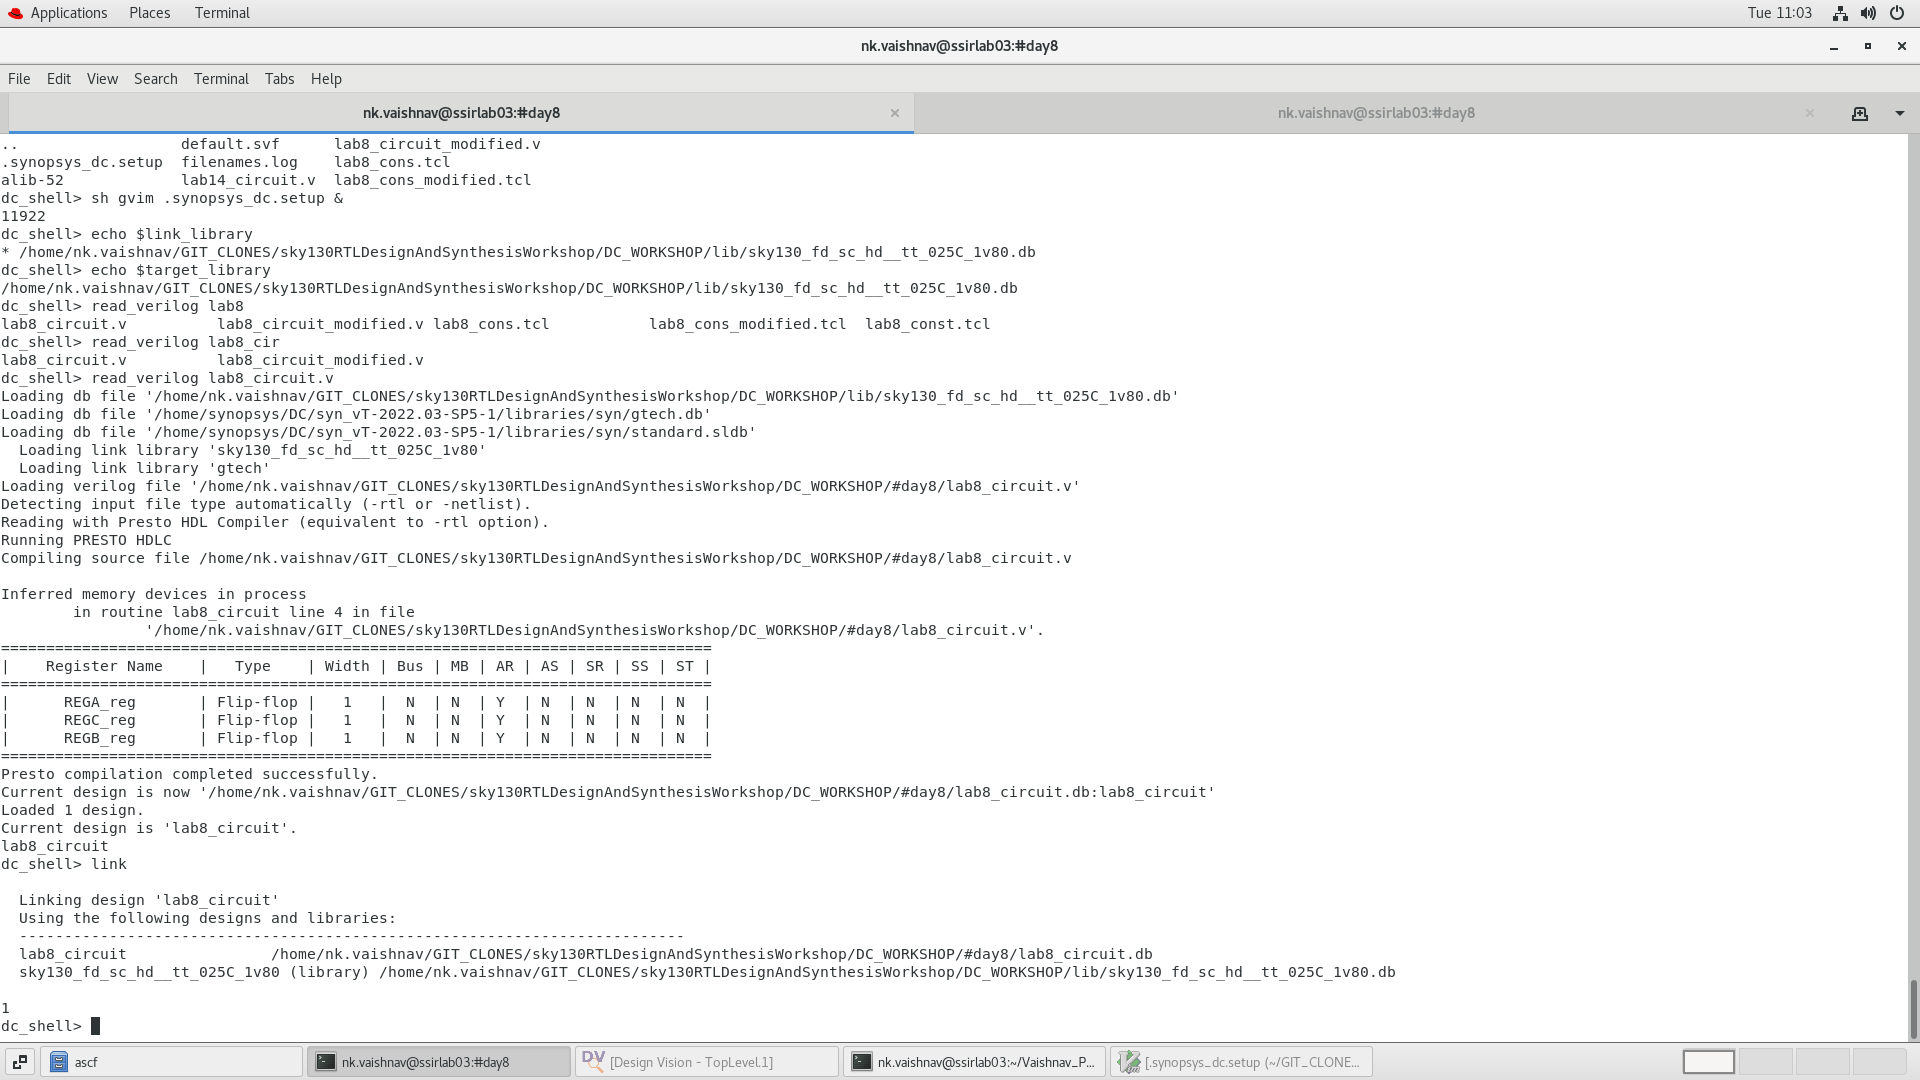 Applications Places Terminal Tue 11:03
nk.vaishnav@ssirlab03:#day8
File Edit View Search Terminal Tabs Help
nk.vaishnav@ssirlab03:#day8 × nk.vaishnav@ssirlab03:#day8 ×
..                  default.svf      lab8_circuit_modified.v
.synopsys_dc.setup  filenames.log    lab8_cons.tcl
alib-52             lab14_circuit.v  lab8_cons_modified.tcl
dc_shell> sh gvim .synopsys_dc.setup &
11922
dc_shell> echo $link_library
* /home/nk.vaishnav/GIT_CLONES/sky130RTLDesignAndSynthesisWorkshop/DC_WORKSHOP/lib/sky130_fd_sc_hd__tt_025C_1v80.db
dc_shell> echo $target_library
/home/nk.vaishnav/GIT_CLONES/sky130RTLDesignAndSynthesisWorkshop/DC_WORKSHOP/lib/sky130_fd_sc_hd__tt_025C_1v80.db
dc_shell> read_verilog lab8
lab8_circuit.v          lab8_circuit_modified.v lab8_cons.tcl           lab8_cons_modified.tcl  lab8_const.tcl
dc_shell> read_verilog lab8_cir
lab8_circuit.v          lab8_circuit_modified.v
dc_shell> read_verilog lab8_circuit.v
Loading db file '/home/nk.vaishnav/GIT_CLONES/sky130RTLDesignAndSynthesisWorkshop/DC_WORKSHOP/lib/sky130_fd_sc_hd__tt_025C_1v80.db'
Loading db file '/home/synopsys/DC/syn_vT-2022.03-SP5-1/libraries/syn/gtech.db'
Loading db file '/home/synopsys/DC/syn_vT-2022.03-SP5-1/libraries/syn/standard.sldb'
  Loading link library 'sky130_fd_sc_hd__tt_025C_1v80'
  Loading link library 'gtech'
Loading verilog file '/home/nk.vaishnav/GIT_CLONES/sky130RTLDesignAndSynthesisWorkshop/DC_WORKSHOP/#day8/lab8_circuit.v'
Detecting input file type automatically (-rtl or -netlist).
Reading with Presto HDL Compiler (equivalent to -rtl option).
Running PRESTO HDLC
Compiling source file /home/nk.vaishnav/GIT_CLONES/sky130RTLDesignAndSynthesisWorkshop/DC_WORKSHOP/#day8/lab8_circuit.v
Inferred memory devices in process
        in routine lab8_circuit line 4 in file
                '/home/nk.vaishnav/GIT_CLONES/sky130RTLDesignAndSynthesisWorkshop/DC_WORKSHOP/#day8/lab8_circuit.v'.
===============================================================================
|    Register Name    |   Type    | Width | Bus | MB | AR | AS | SR | SS | ST |
===============================================================================
|      REGA_reg       | Flip-flop |   1   |  N  | N  | Y  | N  | N  | N  | N  |
|      REGC_reg       | Flip-flop |   1   |  N  | N  | Y  | N  | N  | N  | N  |
|      REGB_reg       | Flip-flop |   1   |  N  | N  | Y  | N  | N  | N  | N  |
===============================================================================
Presto compilation completed successfully.
Current design is now '/home/nk.vaishnav/GIT_CLONES/sky130RTLDesignAndSynthesisWorkshop/DC_WORKSHOP/#day8/lab8_circuit.db:lab8_circuit'
Loaded 1 design.
Current design is 'lab8_circuit'.
lab8_circuit
dc_shell> link
  Linking design 'lab8_circuit'
  Using the following designs and libraries:
  --------------------------------------------------------------------------
  lab8_circuit                /home/nk.vaishnav/GIT_CLONES/sky130RTLDesignAndSynthesisWorkshop/DC_WORKSHOP/#day8/lab8_circuit.db
  sky130_fd_sc_hd__tt_025C_1v80 (library) /home/nk.vaishnav/GIT_CLONES/sky130RTLDesignAndSynthesisWorkshop/DC_WORKSHOP/lib/sky130_fd_sc_hd__tt_025C_1v80.db
1
dc_shell>
ascf nk.vaishnav@ssirlab03:#day8 [Design Vision - TopLevel.1] nk.vaishnav@ssirlab03:~/Vaishnav_P... [.synopsys_dc.setup (~/GIT_CLONE...